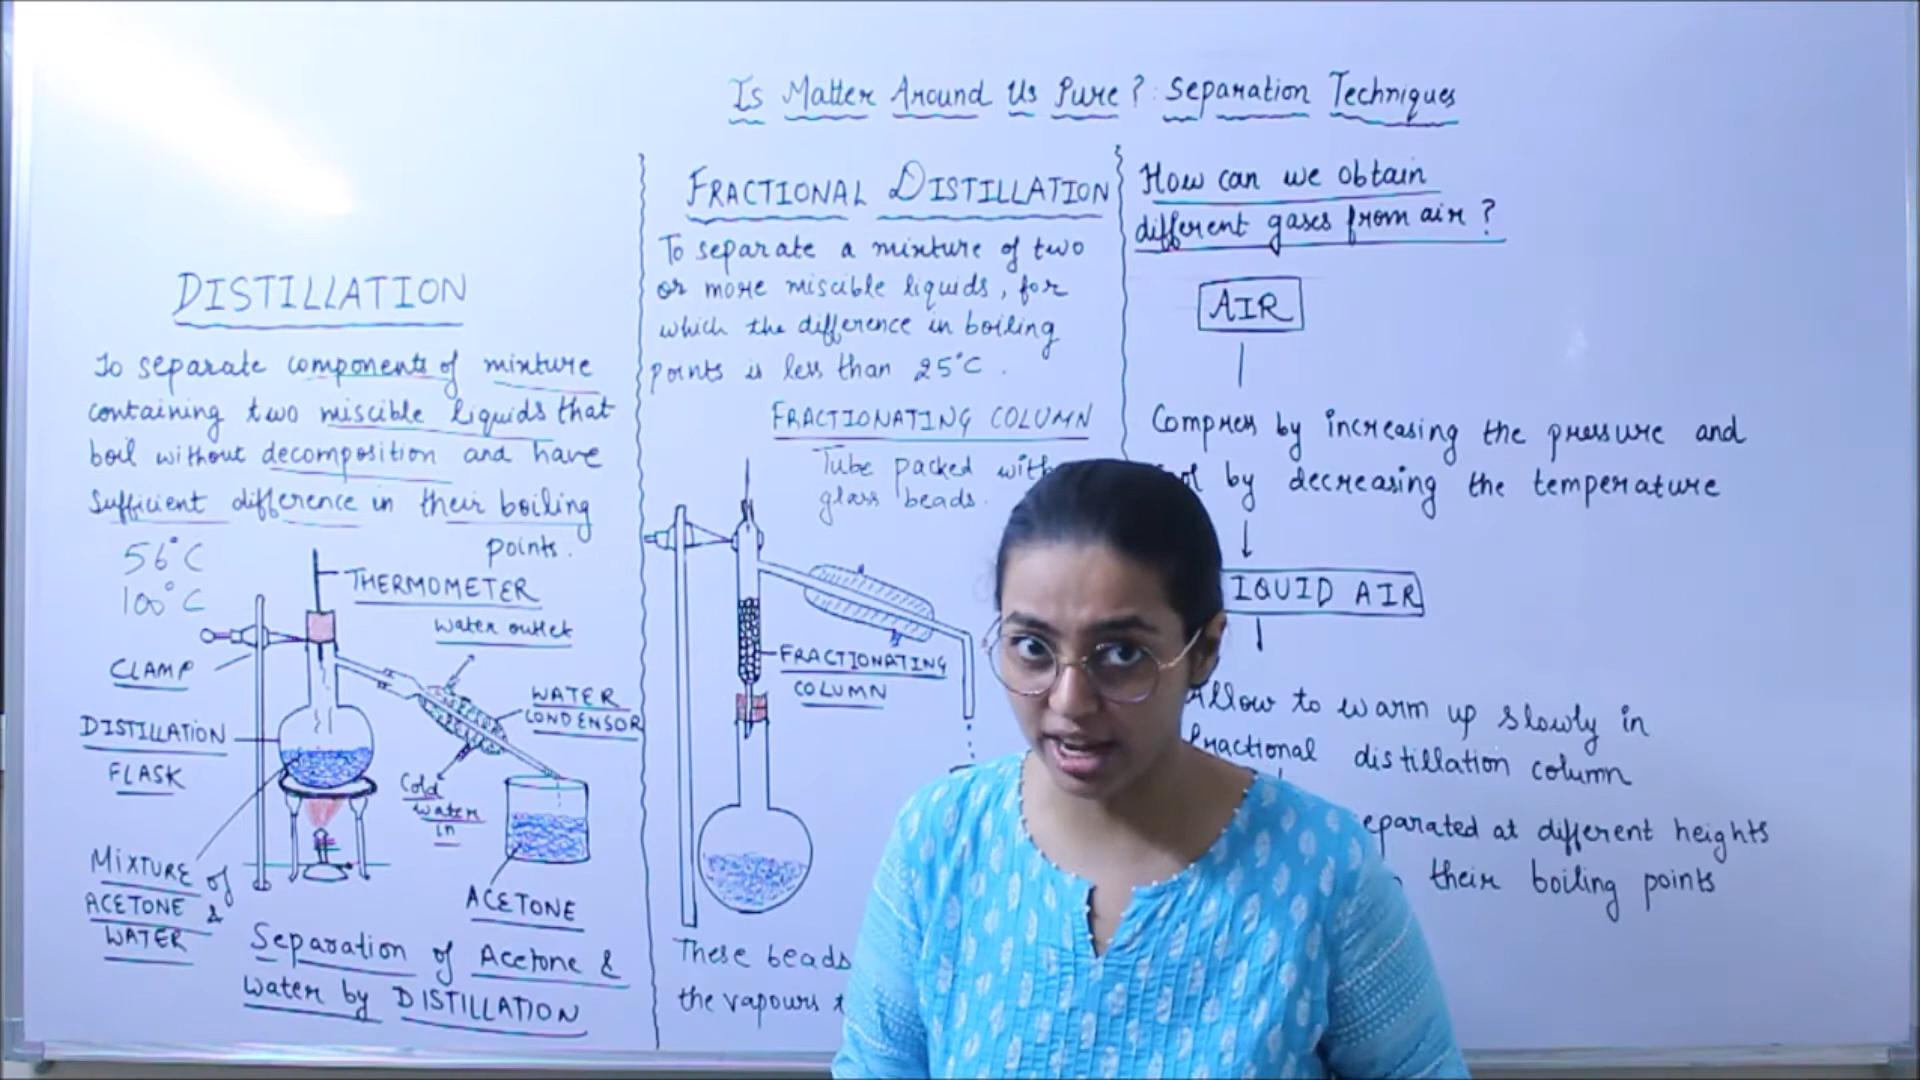 Is Matter Around Us Pure? : Separation Techniques
DISTILLATION
To separate components of mixture
containing two miscible liquids that
boil without decomposition and have
Sufficient difference in their boiling
points.
56°C
100°C
THERMOMETER
Water outlet
CLAMP
WATER
CONDENSOR
DISTILLATION
FLASK
Cold
water
in
MIXTURE of
ACETONE &
WATER
ACETONE
Separation of Acetone &
Water by DISTILLATION
FRACTIONAL DISTILLATION
To separate a mixture of two
or more miscible liquids, for
which the difference in boiling
points is less than 25°C.
FRACTIONATING COLUMN
Tube packed with
glass beads.
FRACTIONATING
COLUMN
These beads
the vapours
How can we obtain
different gases from air?
AIR
Compress by increasing the pressure and
by decreasing the temperature
IQUID AIR
Allow to warm up slowly in
fractional distillation column
eparated at different heights
their boiling points